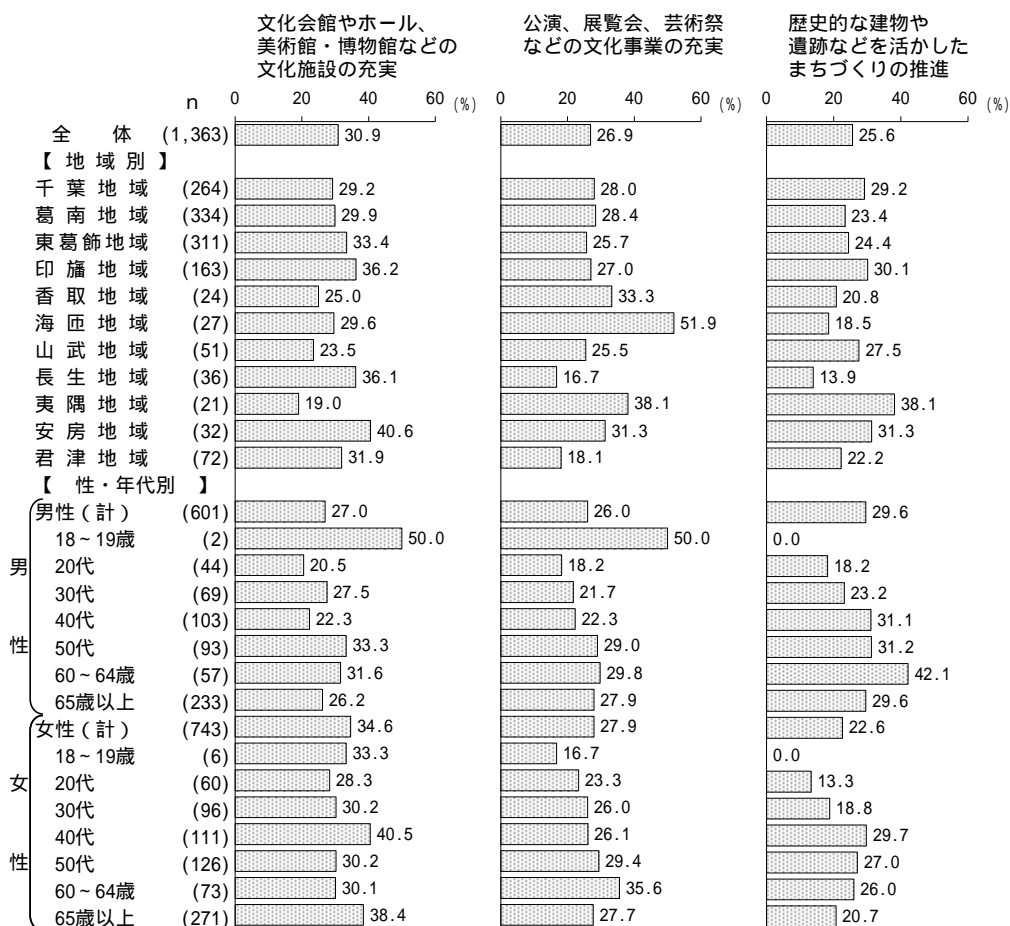 文化会館やホール、 公演、展覧会、芸術祭 歴史的な建物や
美術館・博物館などの などの文化事業の充実 遺跡などを活かした
文化施設の充実 まちづくりの推進
n 0 20 40 60 (%) 0 20 40 60 (%) 0 20 40 60 (%)
全 体 (1,363) 30.9 26.9 25.6
【 地 域 別 】
千 葉 地 域 (264) 29.2 28.0 29.2
葛 南 地 域 (334) 29.9 28.4 23.4
東葛飾地域 (311) 33.4 25.7 24.4
印 旛 地 域 (163) 36.2 27.0 30.1
香 取 地 域 (24) 25.0 33.3 20.8
海 匝 地 域 (27) 29.6 51.9 18.5
山 武 地 域 (51) 23.5 25.5 27.5
長 生 地 域 (36) 36.1 16.7 13.9
夷 隅 地 域 (21) 19.0 38.1 38.1
安 房 地 域 (32) 40.6 31.3 31.3
君 津 地 域 (72) 31.9 18.1 22.2
【 性・年代別 】
男性(計) (601) 27.0 26.0 29.6
18~19歳 (2) 50.0 50.0 0.0
男 20代 (44) 20.5 18.2 18.2
30代 (69) 27.5 21.7 23.2
40代 (103) 22.3 22.3 31.1
性 50代 (93) 33.3 29.0 31.2
60~64歳 (57) 31.6 29.8 42.1
65歳以上 (233) 26.2 27.9 29.6
女性(計) (743) 34.6 27.9 22.6
18~19歳 (6) 33.3 16.7 0.0
女 20代 (60) 28.3 23.3 13.3
30代 (96) 30.2 26.0 18.8
40代 (111) 40.5 26.1 29.7
性 50代 (126) 30.2 29.4 27.0
60~64歳 (73) 30.1 35.6 26.0
65歳以上 (271) 38.4 27.7 20.7